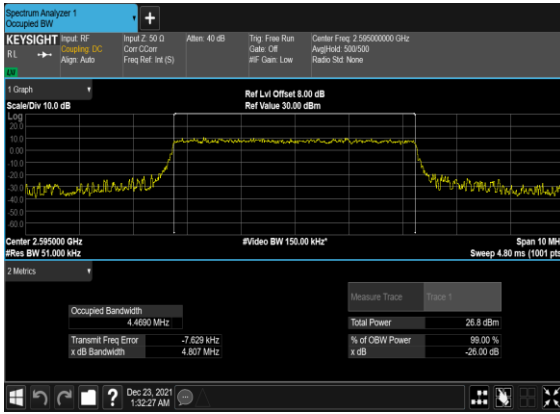 Spectrum Analyzer 1
Occupied BW
KEYSIGHT
RL
LW
Input: RF
Coupling: DC
Align: Auto
Input Z: 50 Ω
Corr CCorr
Freq Ref: Int (S)
Atten: 40 dB
Trig: Free Run
Gate: Off
#IF Gain: Low
Center Freq: 2.595000000 GHz
Avg|Hold: 500/500
Radio Std: None
1 Graph
Scale/Div 10.0 dB
Ref Lvl Offset 8.00 dB
Ref Value 30.00 dBm
Log
20.0
10.0
0.00
-10.0
-20.0
-30.0
-40.0
-50.0
-60.0
Center 2.595000 GHz
#Video BW 150.00 kHz*
Span 10 MH
#Res BW 51.000 kHz
Sweep 4.80 ms (1001 pts
2 Metrics
Measure Trace
Trace 1
Occupied Bandwidth
4.4690 MHz
Total Power
26.8 dBm
Transmit Freq Error
-7.629 kHz
% of OBW Power
99.00 %
x dB Bandwidth
4.807 MHz
x dB
-26.00 dB
?
Dec 23, 2021
1:32:27 AM